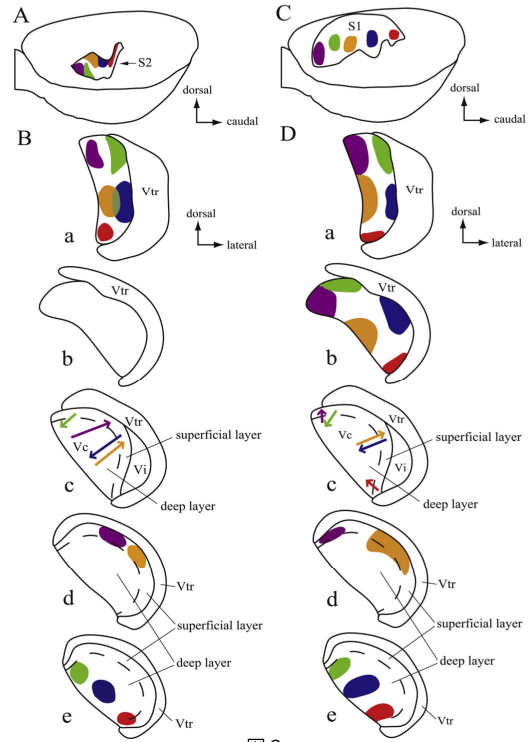 A
S2
dorsal
caudal
B
Vtr
a
dorsal
lateral
Vtr
b
Vtr
Vc
superficial layer
Vi
c
deep layer
d
Vtr
superficial layer
deep layer
e
Vtr
C
S1
dorsal
caudal
D
Vtr
a
dorsal
lateral
Vtr
b
Vtr
Vc
superficial layer
Vi
c
deep layer
d
Vtr
superficial layer
deep layer
e
Vtr